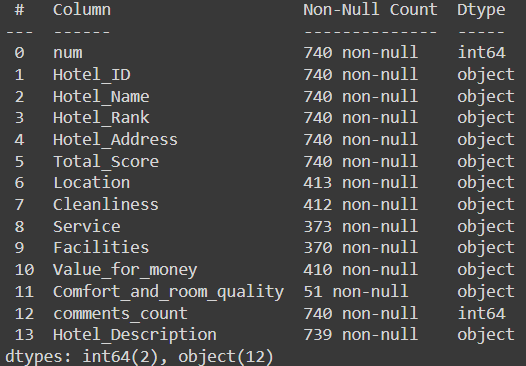 #   Column                    Non-Null Count  Dtype
---  ------                    --------------  -----
 0   num                       740 non-null    int64
 1   Hotel_ID                  740 non-null    object
 2   Hotel_Name                740 non-null    object
 3   Hotel_Rank                740 non-null    object
 4   Hotel_Address             740 non-null    object
 5   Total_Score               740 non-null    object
 6   Location                  413 non-null    object
 7   Cleanliness               412 non-null    object
 8   Service                   373 non-null    object
 9   Facilities                370 non-null    object
 10  Value_for_money           410 non-null    object
 11  Comfort_and_room_quality  51 non-null     object
 12  comments_count            740 non-null    int64
 13  Hotel_Description         739 non-null    object
dtypes: int64(2), object(12)